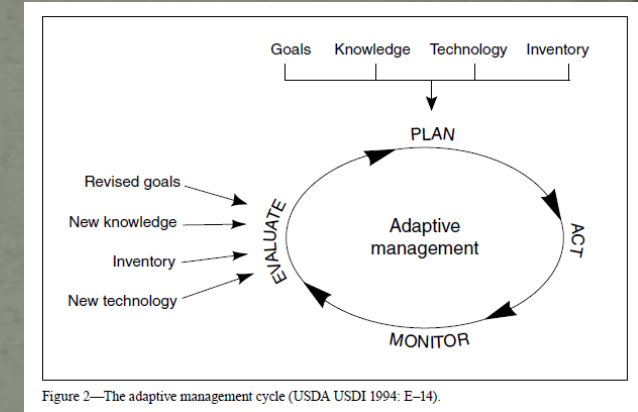 Goals Knowledge Technology Inventory
PLAN
Revised goals
New knowledge
Inventory
New technology
EVALUATE
Adaptive
management
ACT
MONITOR
Figure 2—The adaptive management cycle (USDA USDI 1994: E–14).